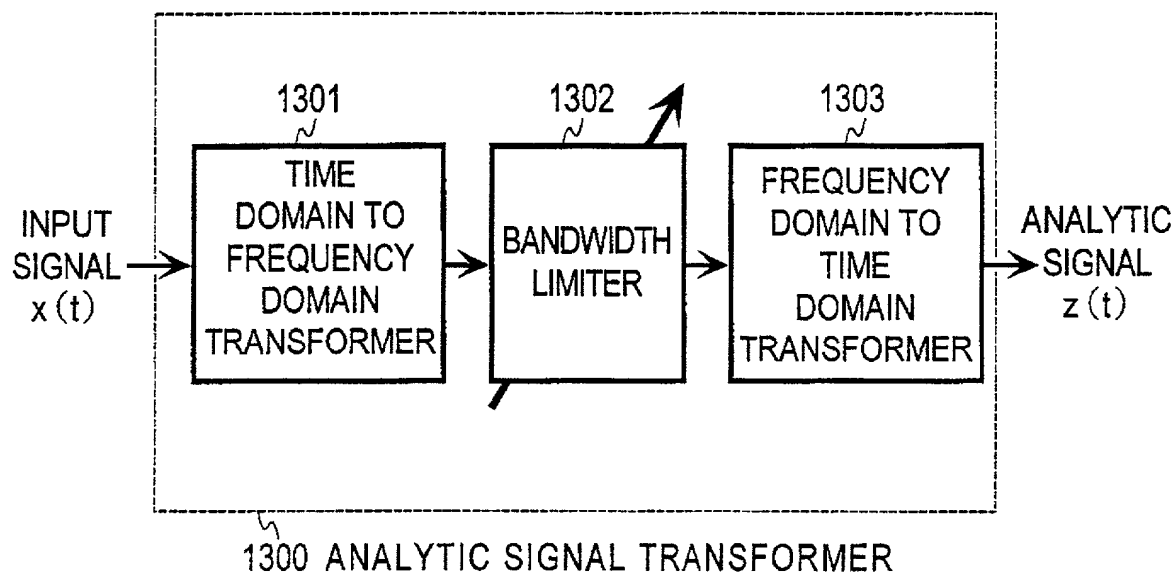 1301
1302
1303
INPUT
SIGNAL
x(t)
TIME
DOMAIN TO
FREQUENCY
DOMAIN
TRANSFORMER
BANDWIDTH
LIMITER
FREQUENCY
DOMAIN TO
TIME
DOMAIN
TRANSFORMER
ANALYTIC
SIGNAL
z(t)
1300 ANALYTIC SIGNAL TRANSFORMER